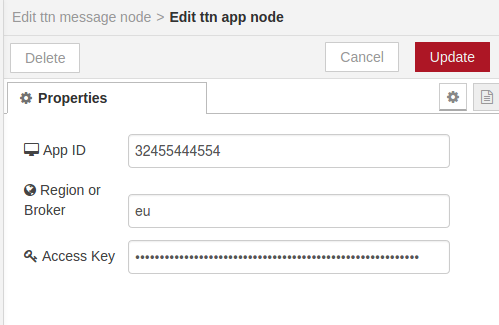 Edit ttn message node > Edit ttn app node
Delete
Cancel
Update
Properties
App ID
32455444554
Region or
Broker
eu
Access Key
••••••••••••••••••••••••••••••••••••••••••••••••••••••••••